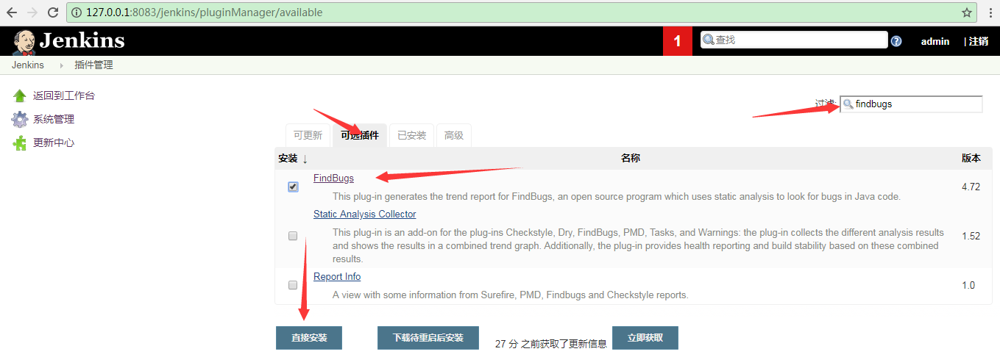 127.0.0.1:8083/jenkins/pluginManager/available
Jenkins
1
查找
admin
| 注销
Jenkins
插件管理
返回到工作台
系统管理
更新中心
过滤:
findbugs
可更新
可选插件
已安装
高级
安装 ↓
名称
版本
FindBugs
This plug-in generates the trend report for FindBugs, an open source program which uses static analysis to look for bugs in Java code.
4.72
Static Analysis Collector
This plug-in is an add-on for the plug-ins Checkstyle, Dry, FindBugs, PMD, Tasks, and Warnings: the plug-in collects the different analysis results
and shows the results in a combined trend graph. Additionally, the plug-in provides health reporting and build stability based on these combined
results.
1.52
Report Info
A view with some information from Surefire, PMD, Findbugs and Checkstyle reports.
1.0
直接安装
下载待重启后安装
27 分 之前获取了更新信息
立即获取